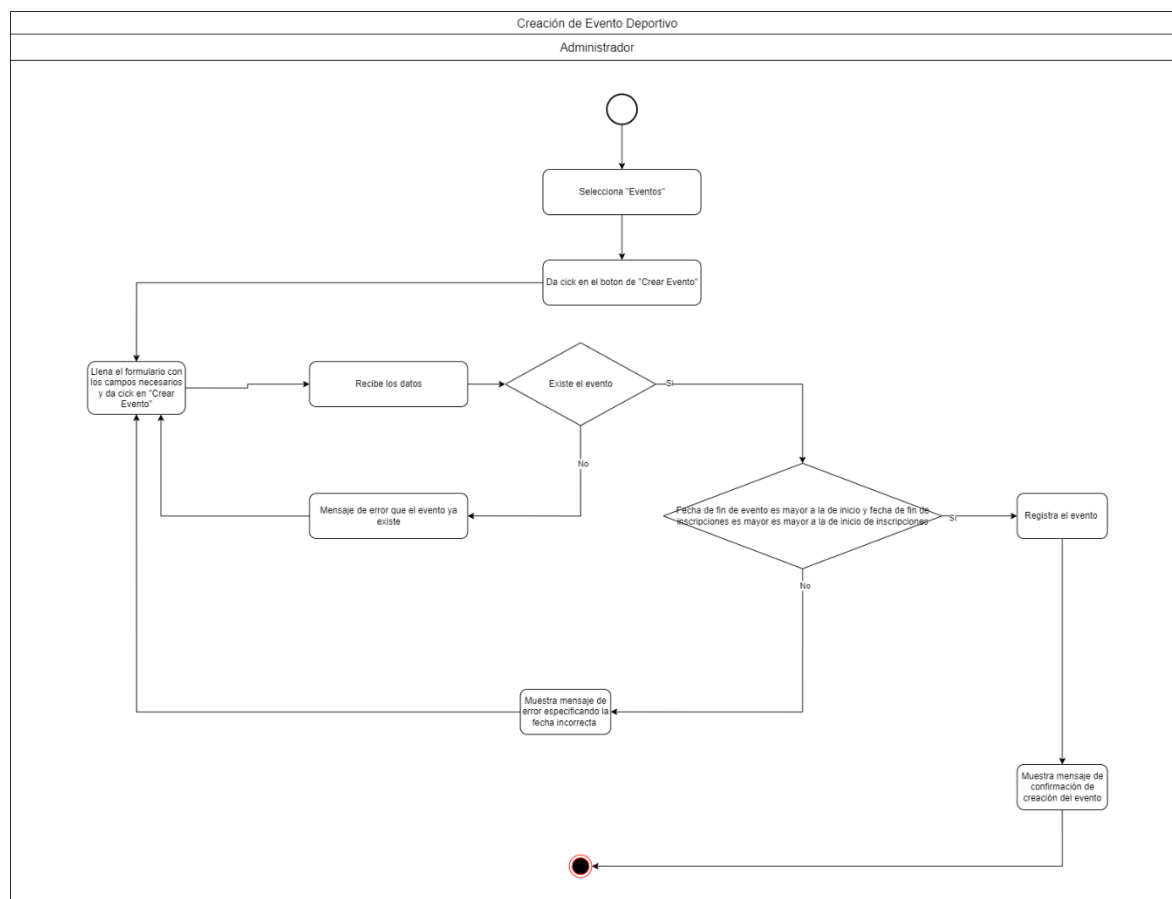 Creación de Evento Deportivo
Administrador
Selecciona "Eventos"
Da cick en el boton de "Crear Evento"
Llena el formulario con
los campos necesarios
y da cick en "Crear
Evento"
Recibe los datos
Existe el evento
Si
No
Mensaje de error que el evento ya
existe
Fecha de fin de evento es mayor a la de inicio y fecha de fin de
inscripciones es mayor es mayor a la de inicio de inscripciones
Si
Registra el evento
No
Muestra mensaje de
error especificando la
fecha incorrecta
Muestra mensaje de
confirmación de
creación del evento